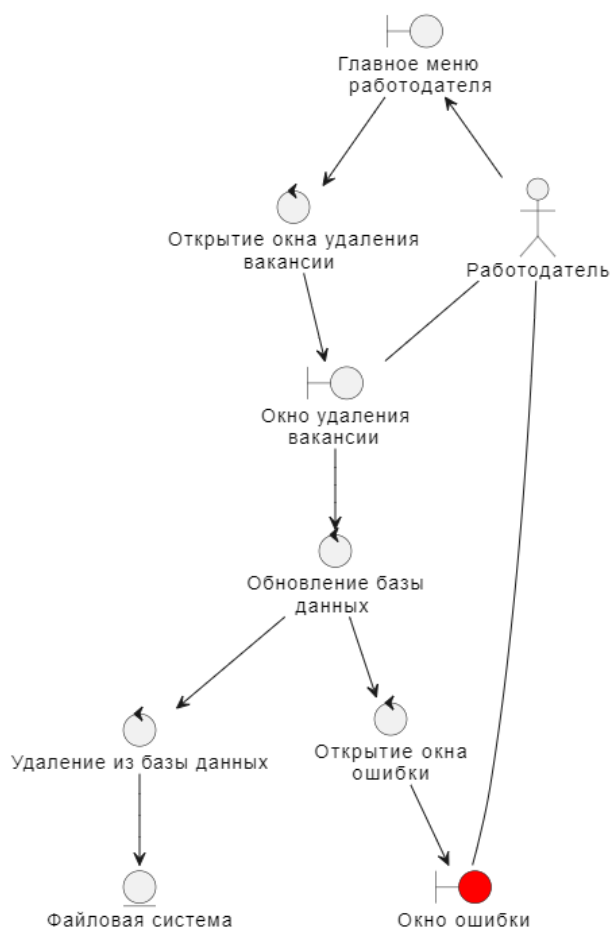 Главное меню
работодателя
Открытие окна удаления
вакансии
Работодатель
Окно удаления
вакансии
Обновление базы
данных
Удаление из базы данных
Открытие окна
ошибки
Файловая система
Окно ошибки